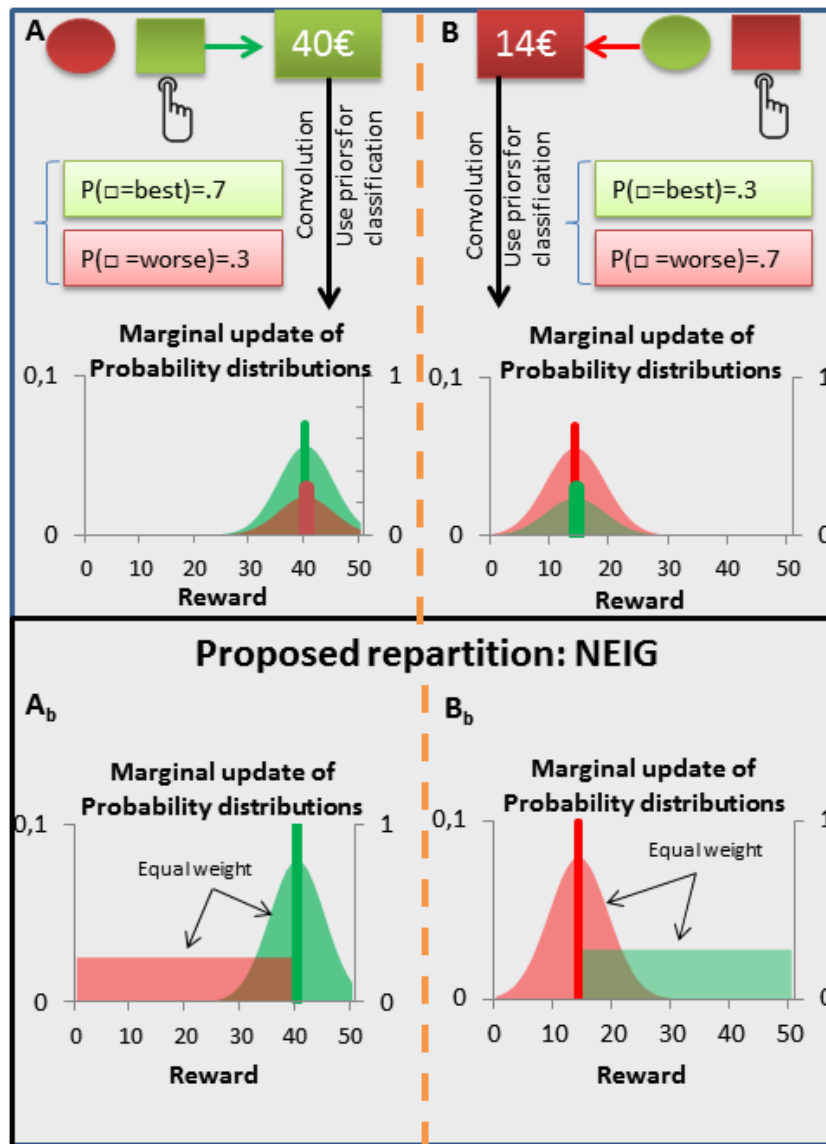 A
40€
Convolution
Use priors for
classification
P(□=best)=.7
P(□ =worse)=.3
Marginal update of
Probability distributions
0,1
1
0
0
0 10 20 30 40 50
Reward
B
14€
Convolution
Use priors for
classification
P(□=best)=.3
P(□ =worse)=.7
Marginal update of
Probability distributions
0,1
1
0
0
0 10 20 30 40 50
Reward
Proposed repartition: NEIG
Ab
Marginal update of
Probability distributions
0,1
1
Equal weight
0
0
0 10 20 30 40 50
Reward
Bb
Marginal update of
Probability distributions
0,1
1
Equal weight
0
0
0 10 20 30 40 50
Reward